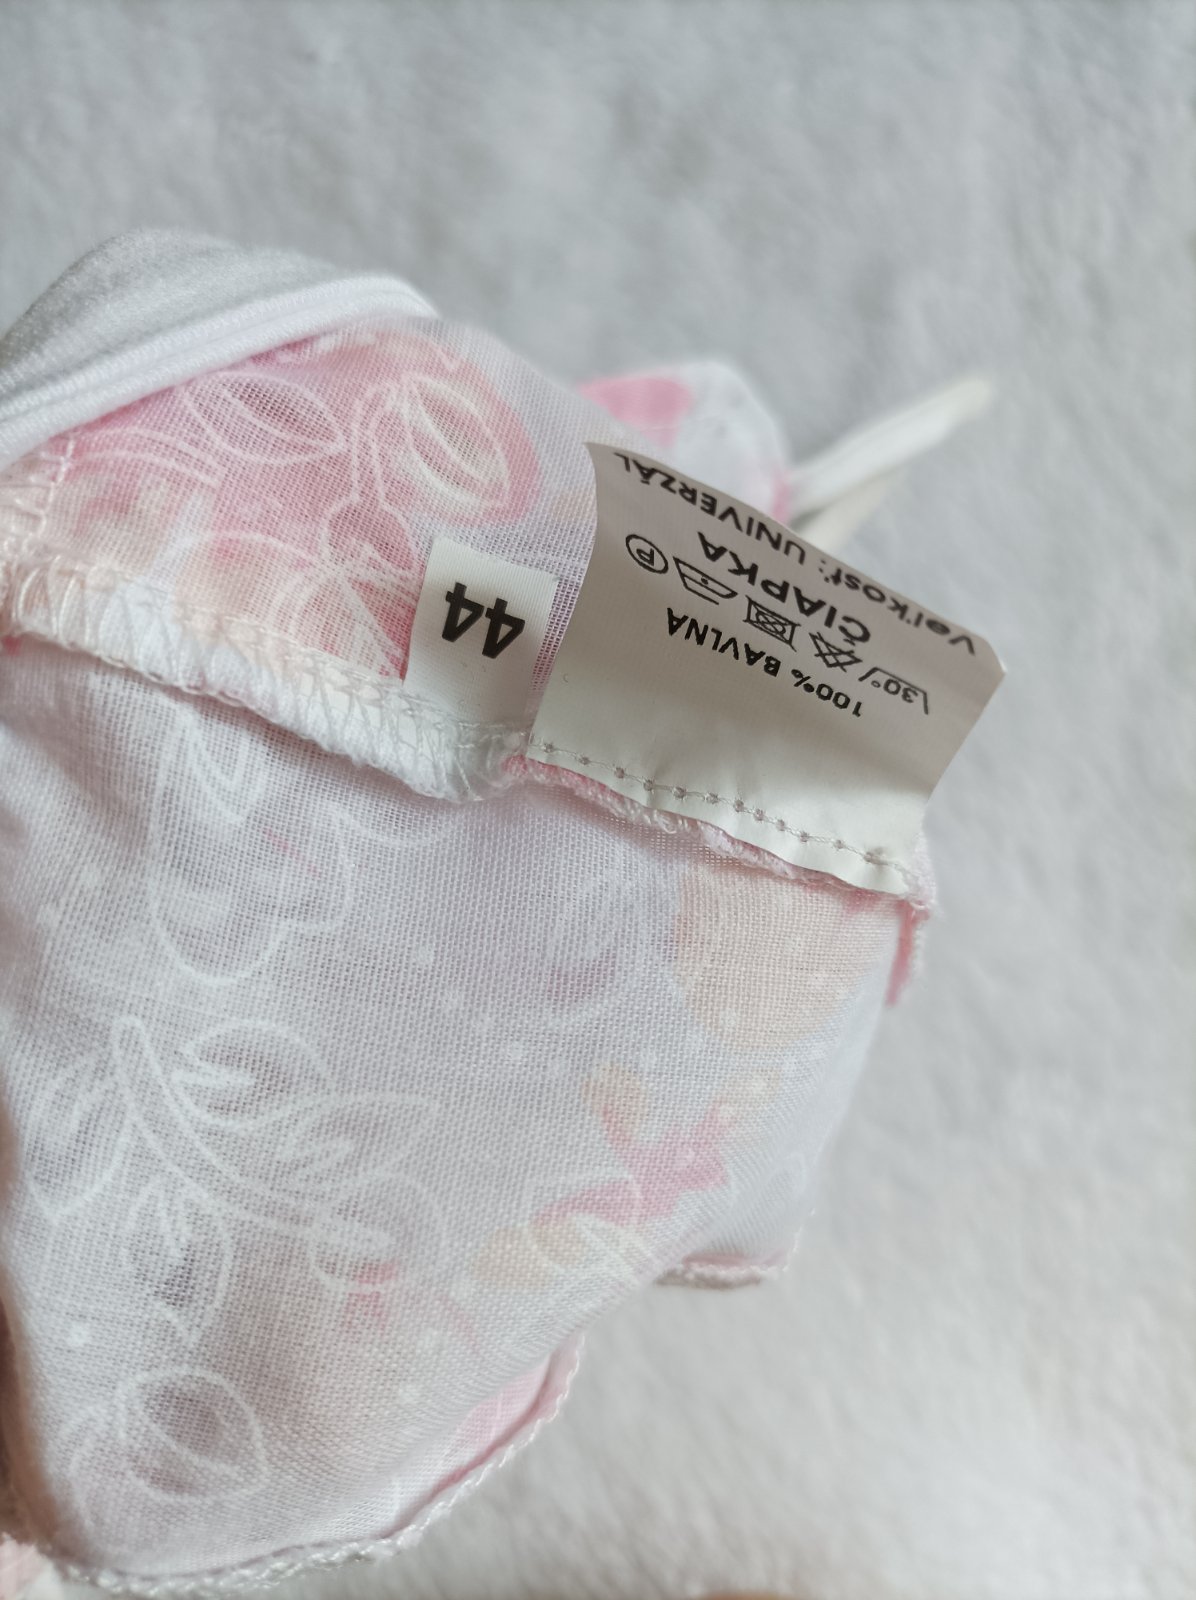 44
100% BAVLNA
30°
P
ČIAPKA
Veľkosť: UNIVERZÁL